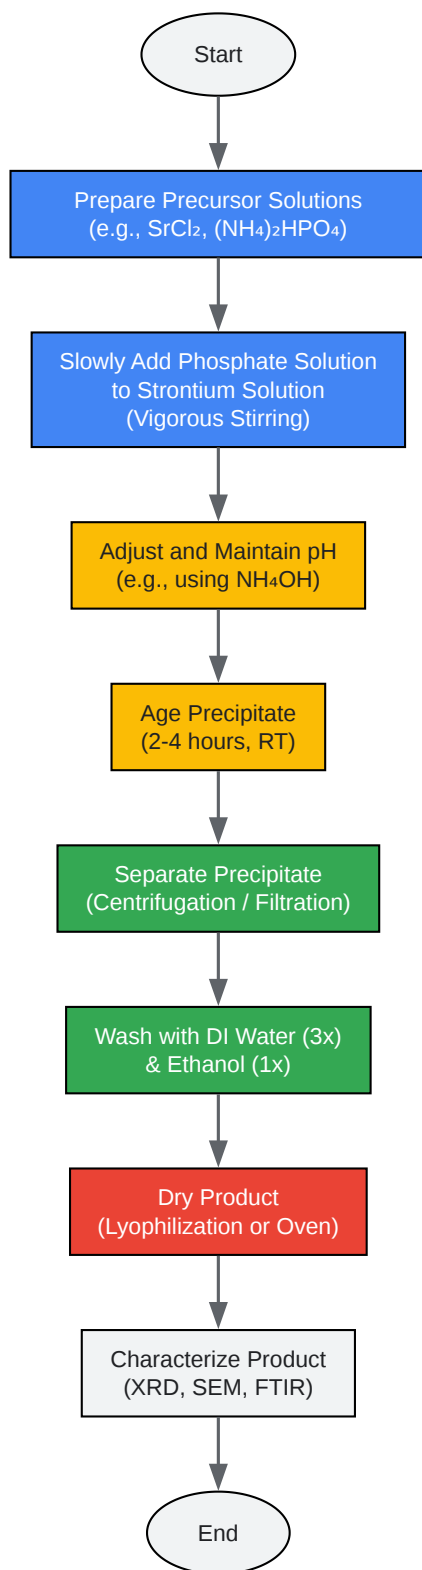 Start
Prepare Precursor Solutions
(e.g., SrCl₂, (NH₄)₂HPO₄)
Slowly Add Phosphate Solution
to Strontium Solution
(Vigorous Stirring)
Adjust and Maintain pH
(e.g., using NH₄OH)
Age Precipitate
(2-4 hours, RT)
Separate Precipitate
(Centrifugation / Filtration)
Wash with DI Water (3x)
& Ethanol (1x)
Dry Product
(Lyophilization or Oven)
Characterize Product
(XRD, SEM, FTIR)
End